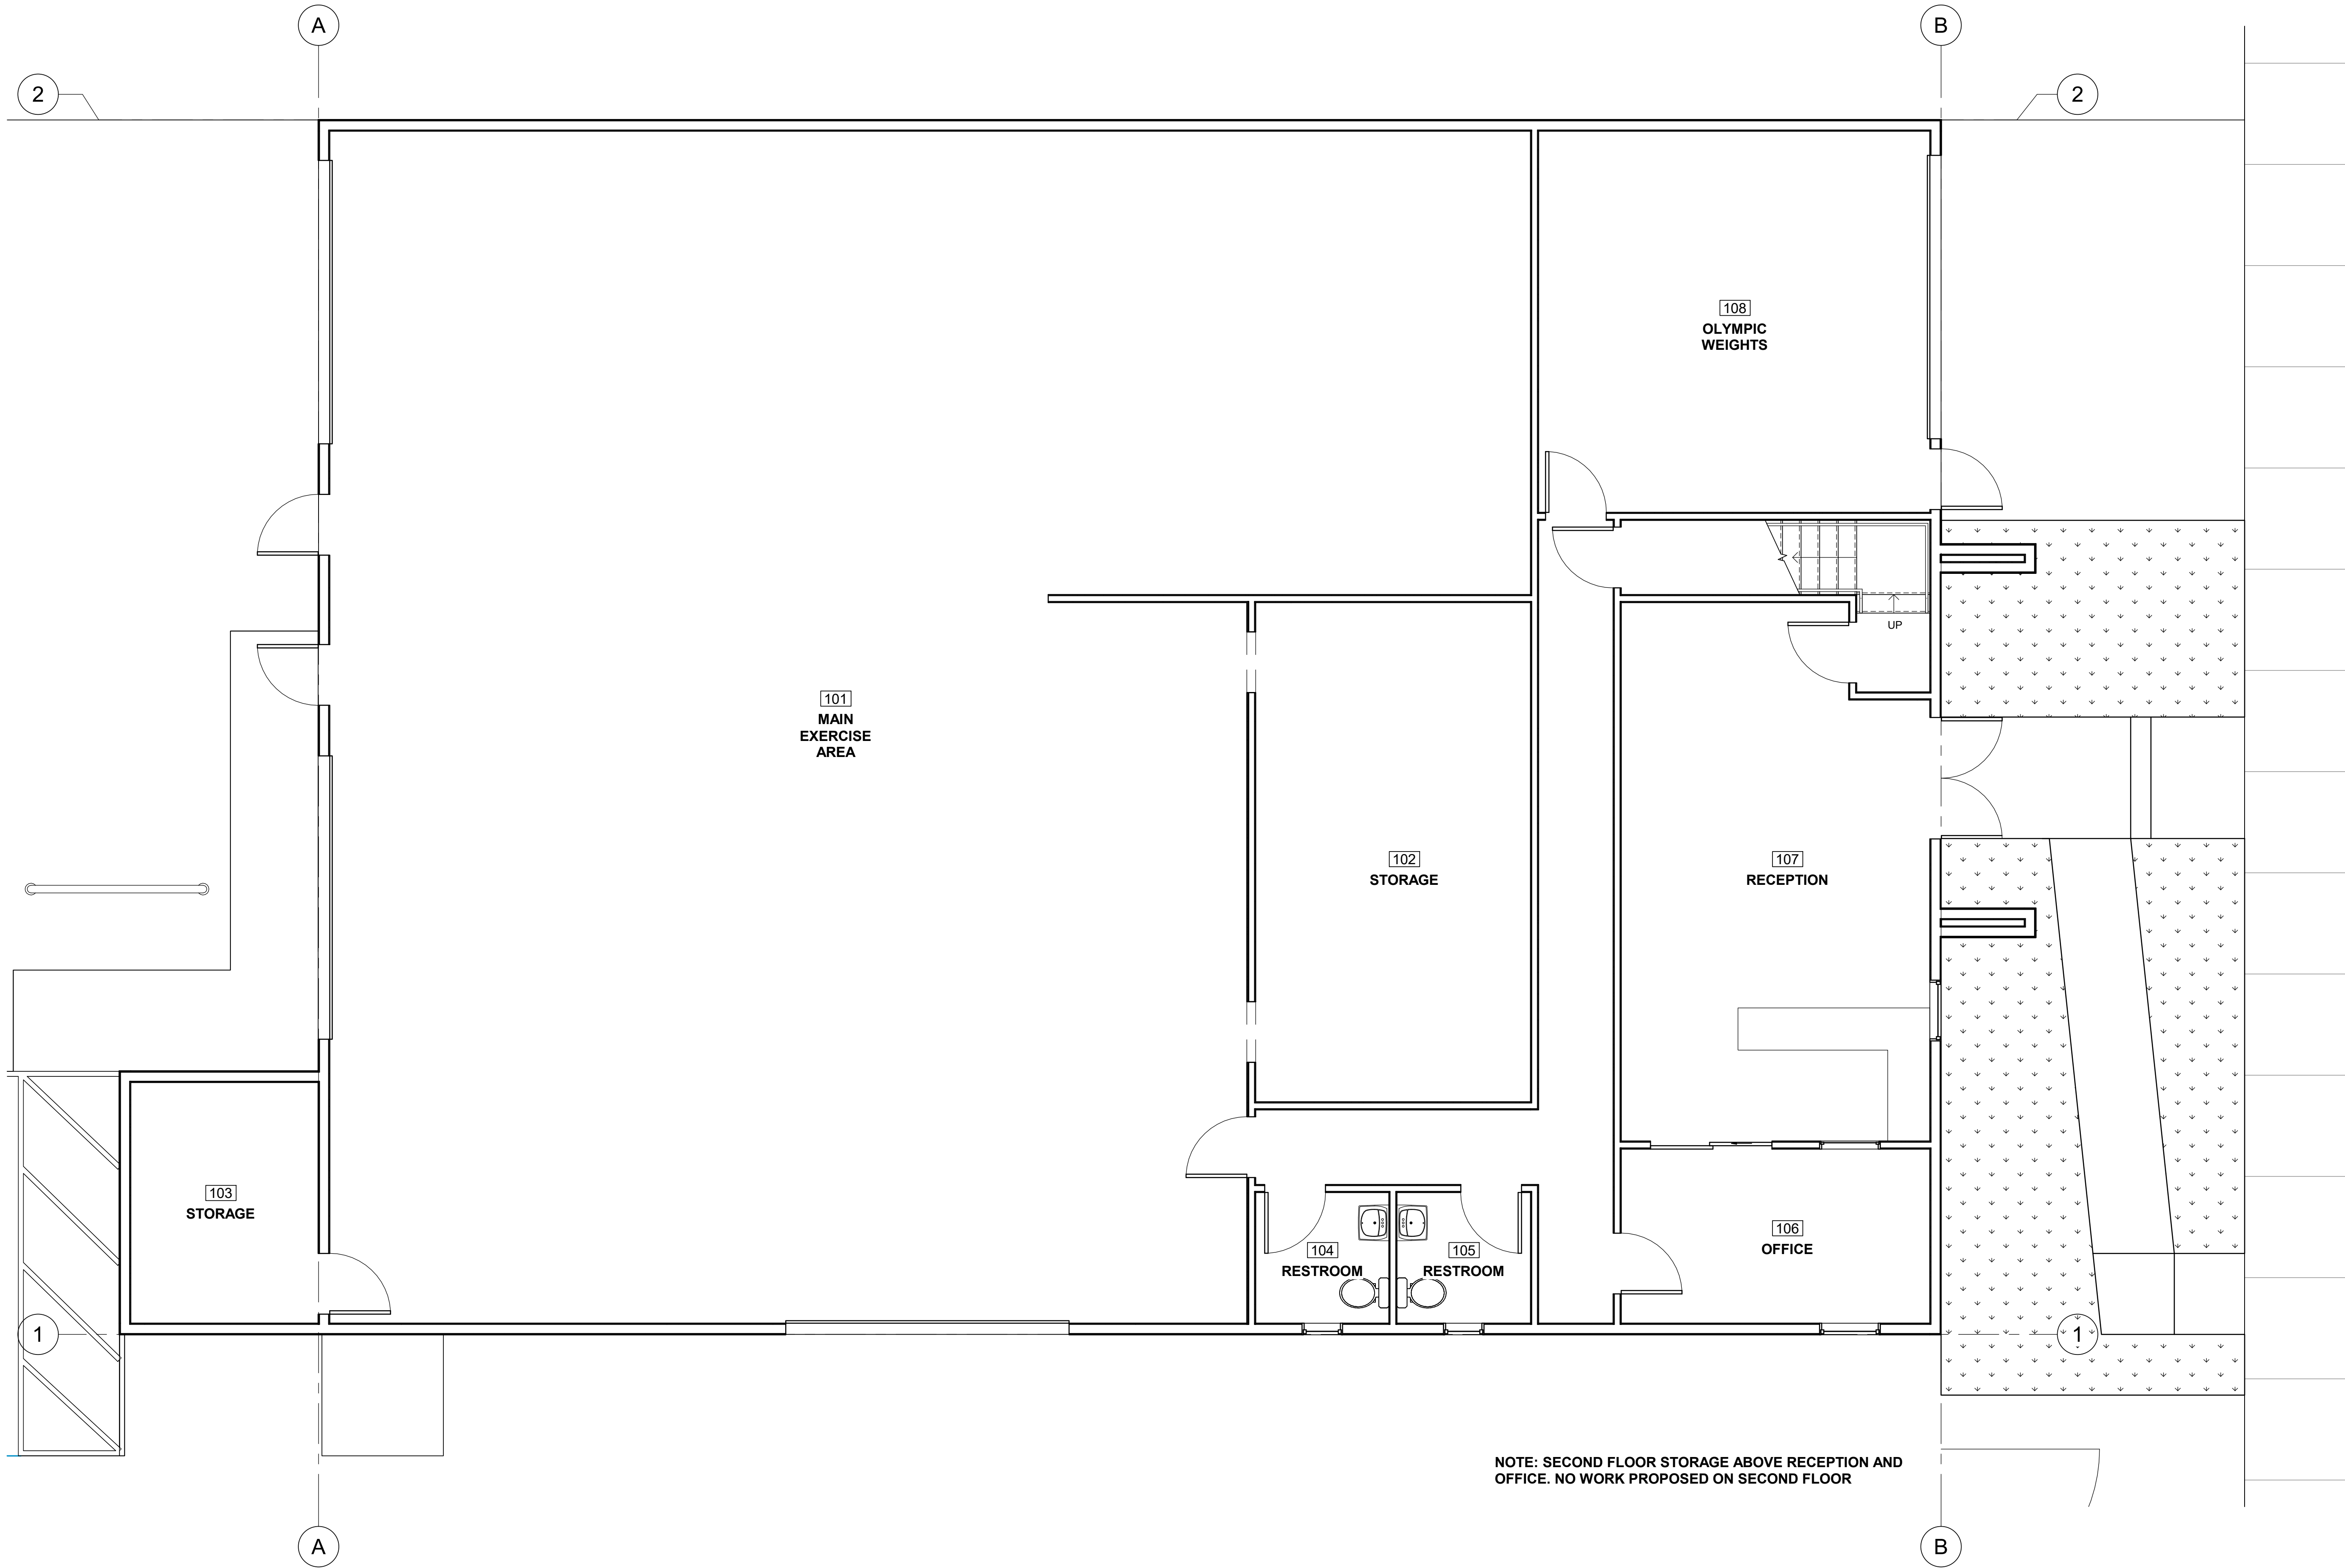 A
B
2
2
108
OLYMPIC
WEIGHTS
UP
101
MAIN
EXERCISE
AREA
102
STORAGE
107
RECEPTION
103
STORAGE
106
OFFICE
104
RESTROOM
105
RESTROOM
1
1
NOTE: SECOND FLOOR STORAGE ABOVE RECEPTION AND
OFFICE. NO WORK PROPOSED ON SECOND FLOOR
A
B